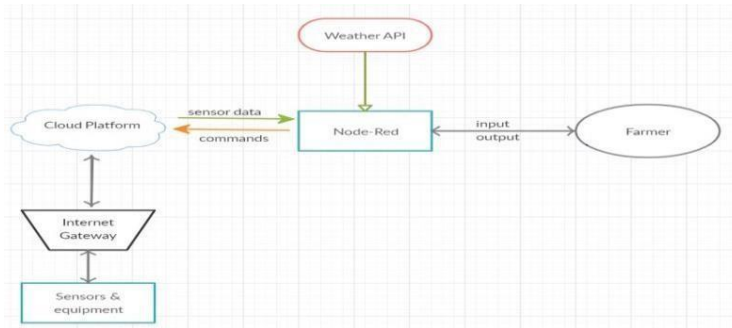 Weather API
sensor data
Cloud Platform
commands
Node-Red
input
output
Farmer
Internet
Gateway
Sensors &
equipment